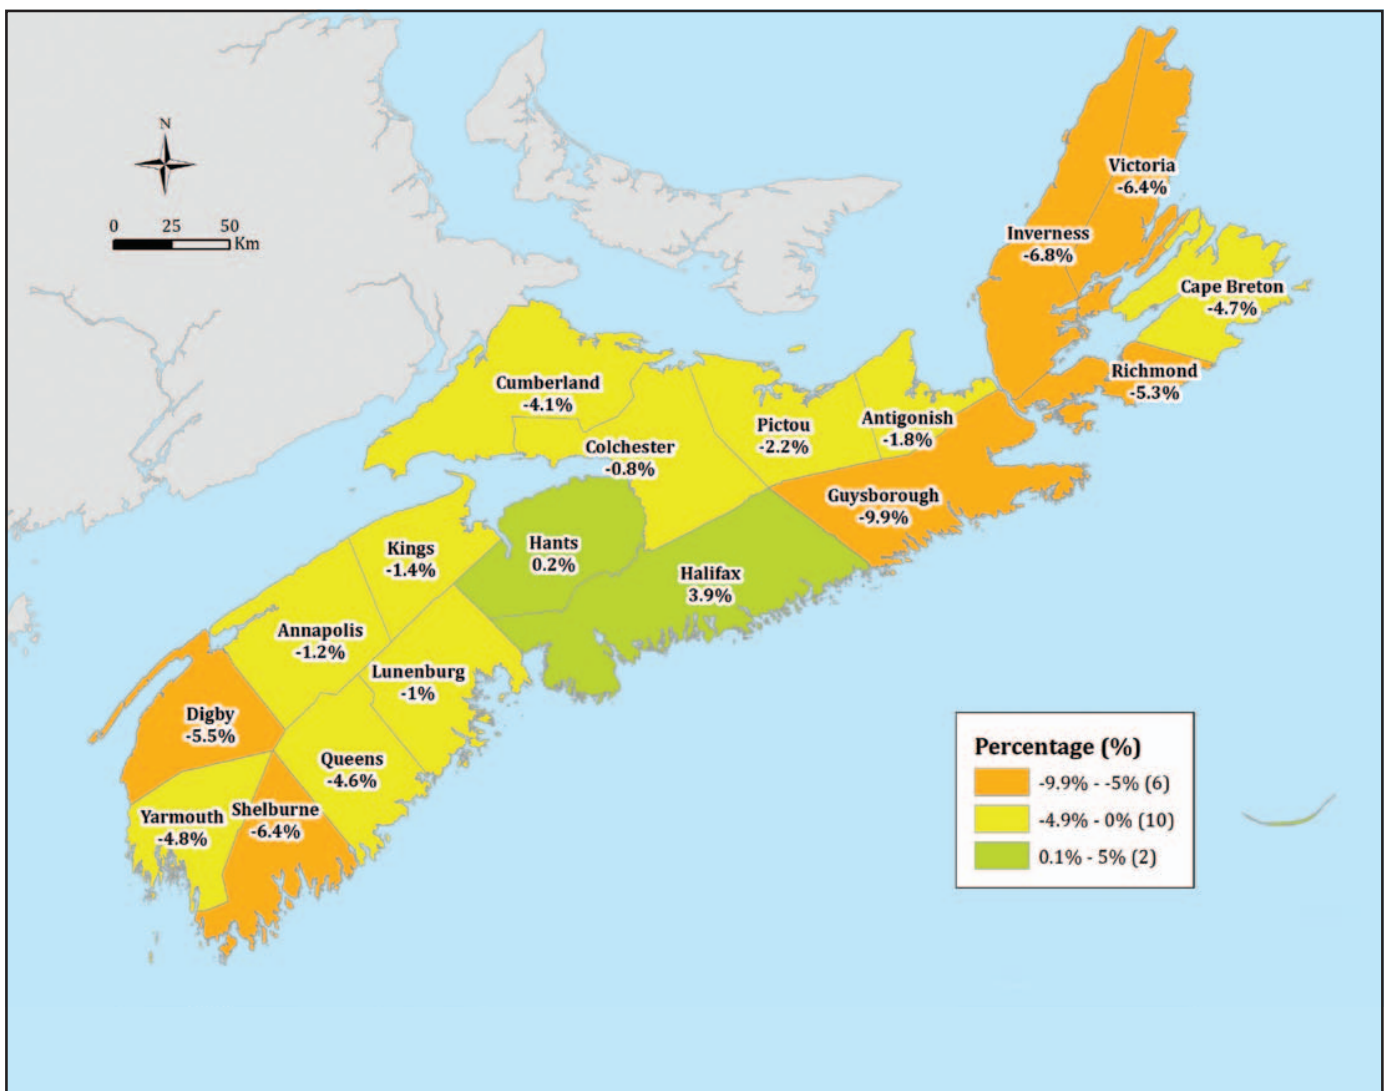 N
0 25 50
Km
Victoria
-6.4%
Inverness
-6.8%
Cape Breton
-4.7%
Richmond
-5.3%
Cumberland
-4.1%
Colchester
-0.8%
Pictou
-2.2%
Antigonish
-1.8%
Guysborough
-9.9%
Kings
-1.4%
Hants
0.2%
Halifax
3.9%
Annapolis
-1.2%
Lunenburg
-1%
Digby
-5.5%
Queens
-4.6%
Yarmouth
-4.8%
Shelburne
-6.4%
Percentage (%)
-9.9% - -5% (6)
-4.9% - 0% (10)
0.1% - 5% (2)